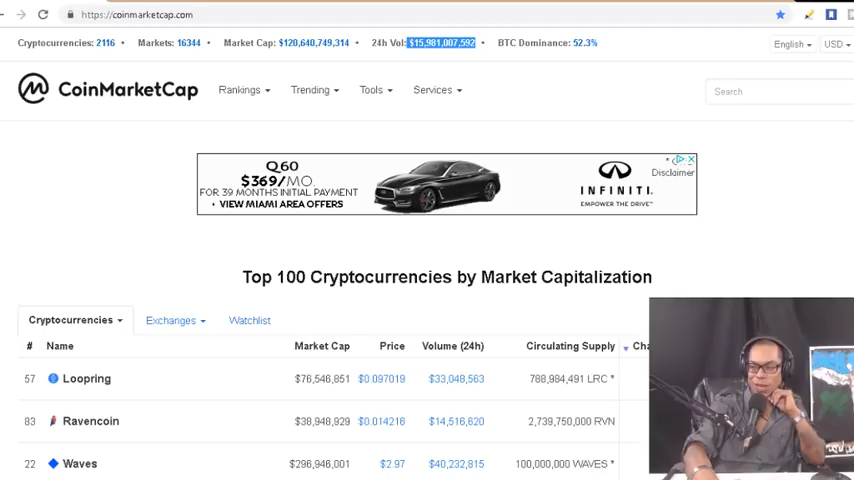 https://coinmarketcap.com
Cryptocurrencies: 2116 • Markets: 16344 • Market Cap: $120,640,749,314 • 24h Vol: $15,981,007,592 • BTC Dominance: 52.3%
English
USD
CoinMarketCap
Rankings
Trending
Tools
Services
Search
Q60
$369/MO.
FOR 39 MONTHS INITIAL PAYMENT
• VIEW MIAMI AREA OFFERS
INFINITI.
EMPOWER THE DRIVE
Disclaimer
Top 100 Cryptocurrencies by Market Capitalization
Cryptocurrencies
Exchanges
Watchlist
# Name Market Cap Price Volume (24h) Circulating Supply
57 Loopring $76,546,851 $0.097019 $33,048,563 788,984,491 LRC *
83 Ravencoin $38,948,929 $0.014216 $14,516,620 2,739,750,000 RVN
22 Waves $296,946,001 $2.97 $40,232,815 100,000,000 WAVES *